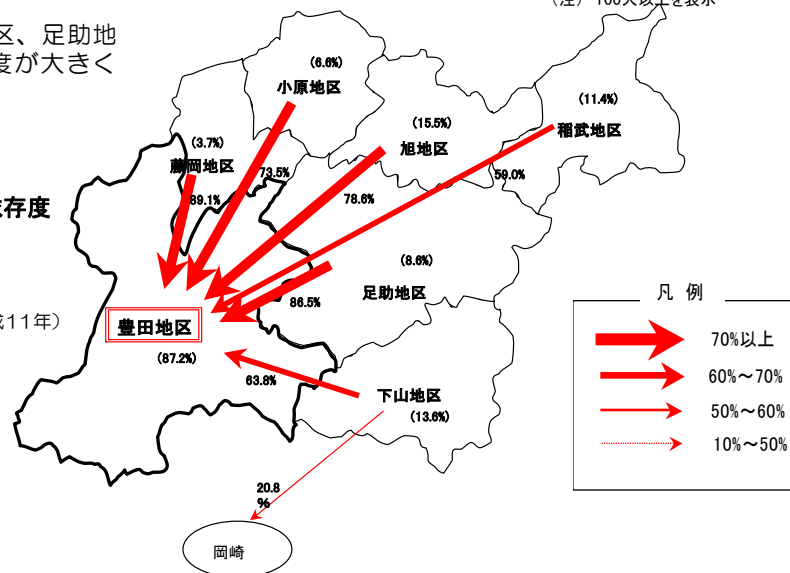 (注) 100人以上を表示
区、足助地
度が大きく
存度
成11年)
(6.6%)
小原地区
(11.4%)
稲武地区
(15.5%)
旭地区
(3.7%)
藤岡地区
73.5%
59.0%
89.1%
78.6%
(8.6%)
足助地区
86.5%
豊田地区
(87.2%)
63.8%
下山地区
(13.6%)
20.8
%
岡崎
凡 例
70%以上
60%～70%
50%～60%
10%～50%